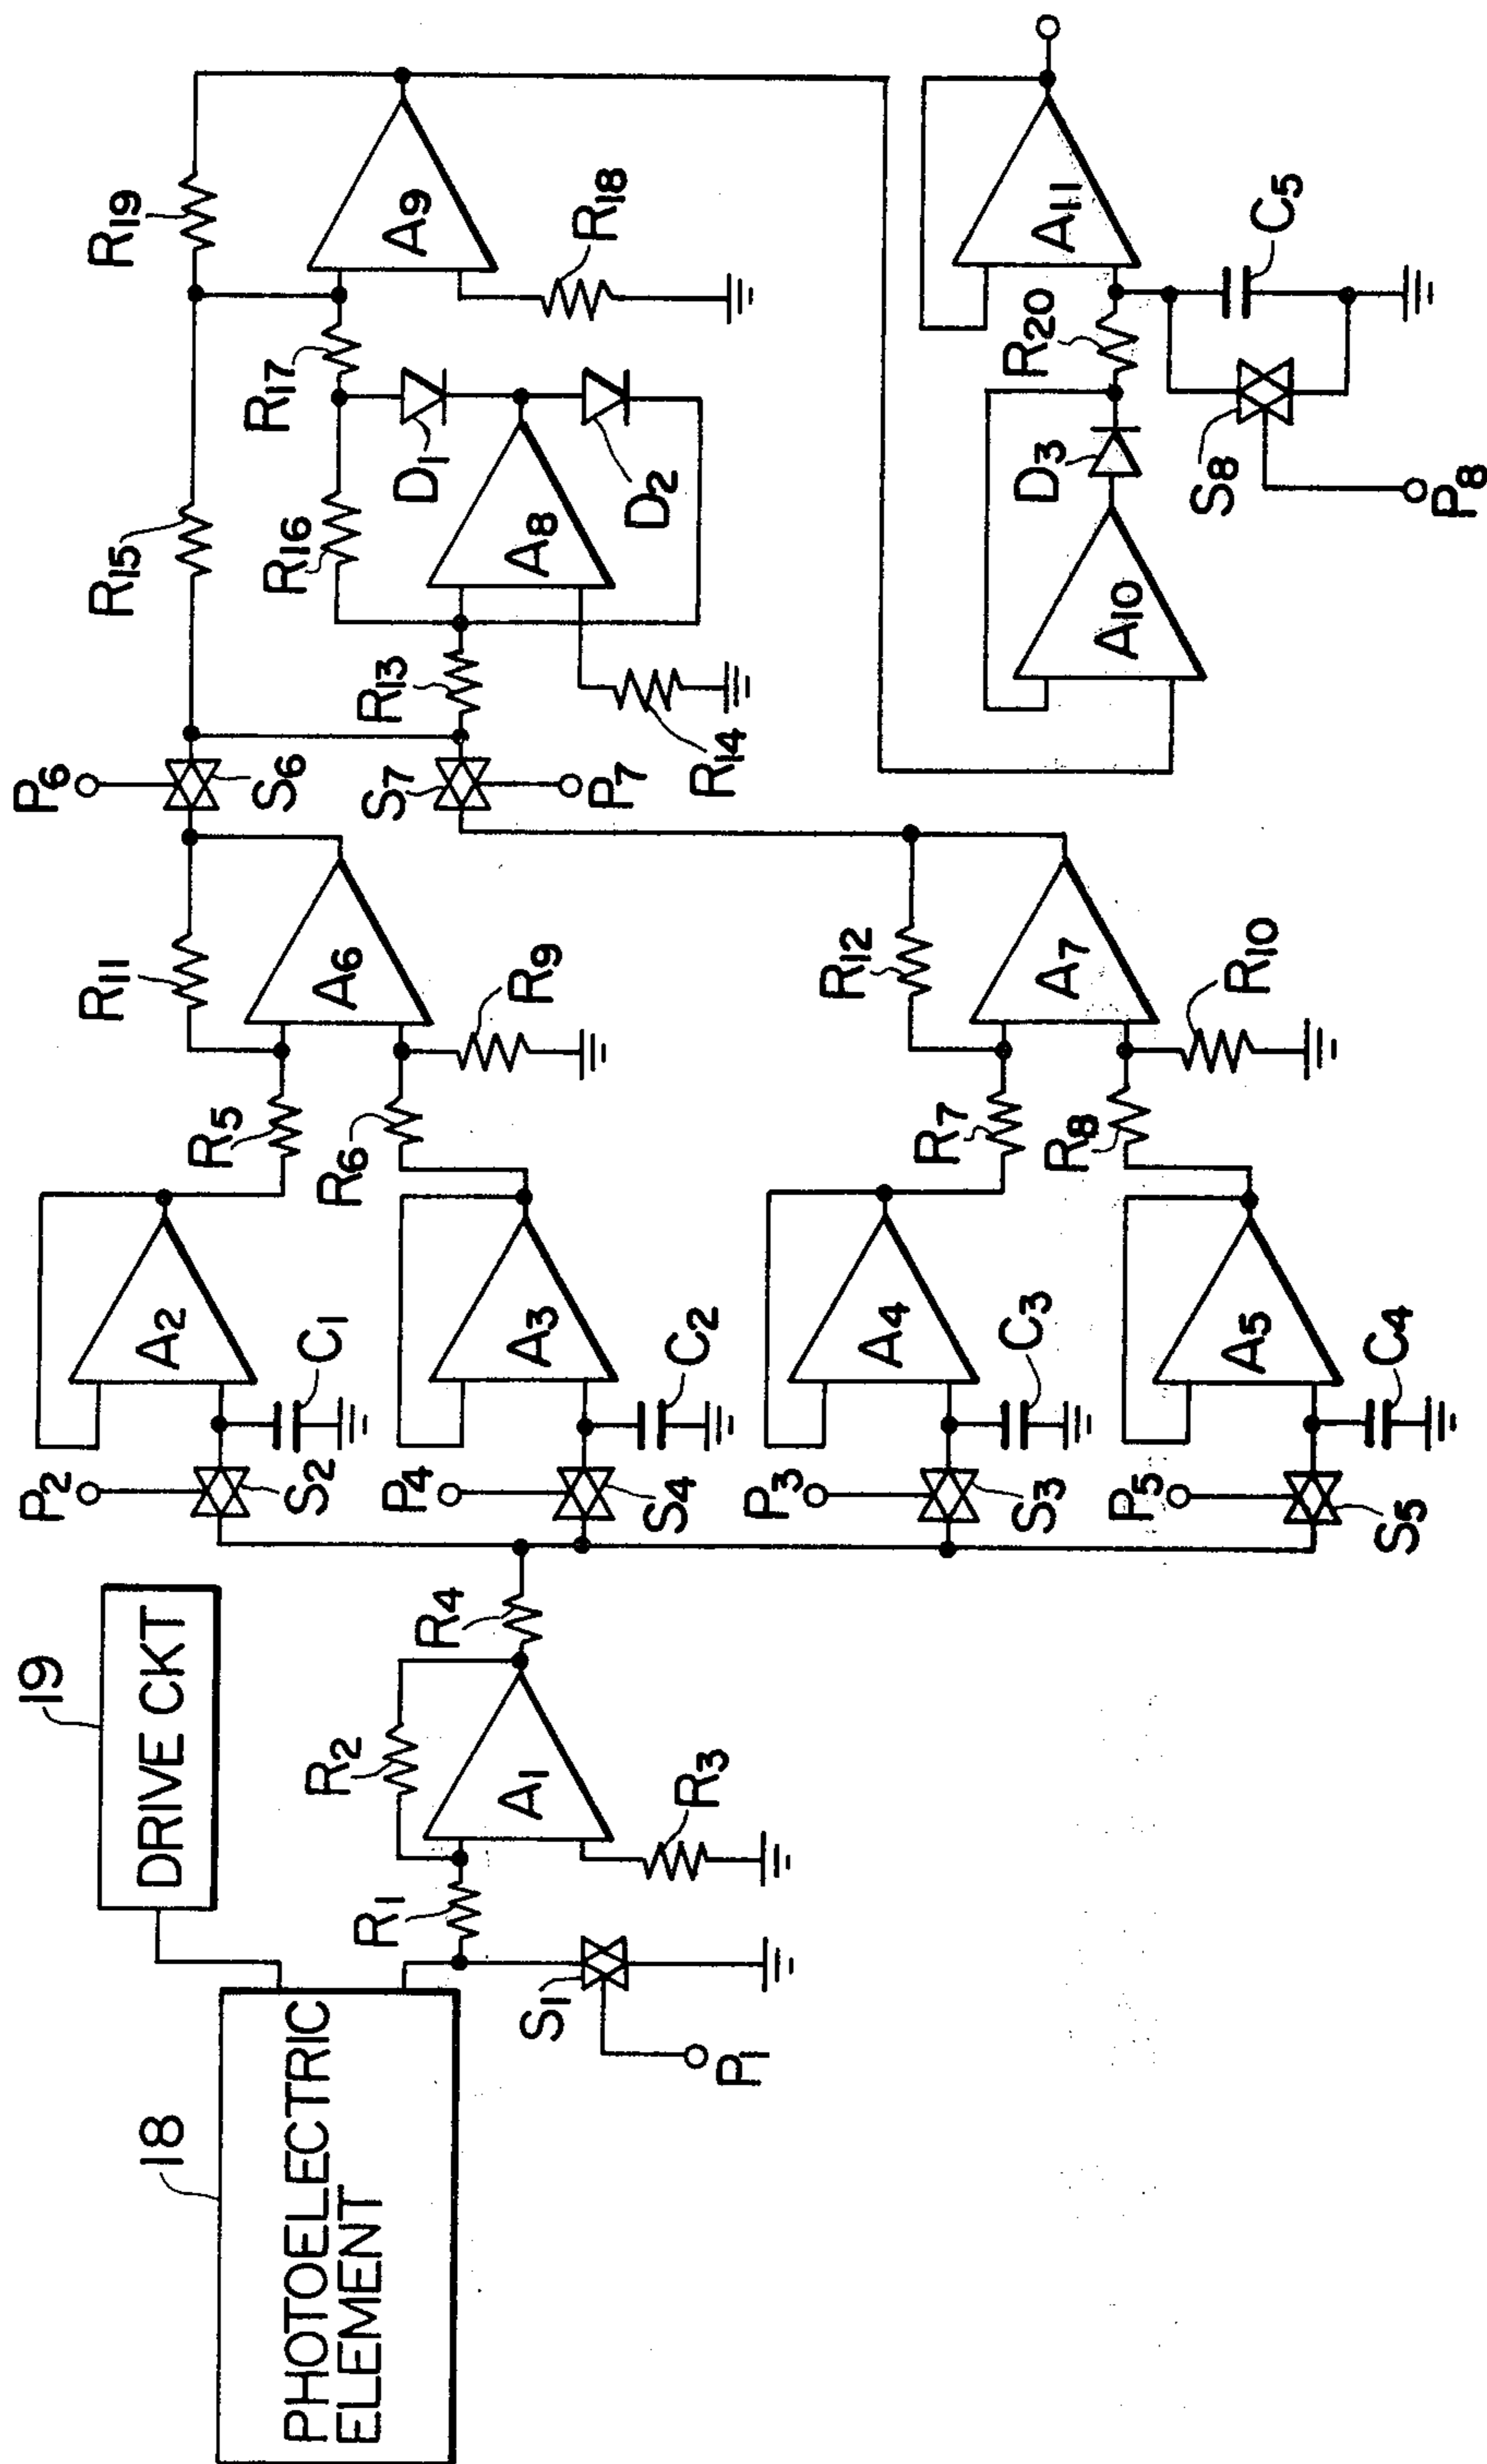 18
PHOTOELECTRIC
ELEMENT
19
DRIVE CKT
P1
S1
R1
R2
A1
R3
R4
P2
S2
C1
A2
P4
S4
C2
A3
P3
S3
C3
A4
P5
S5
C4
A5
R5
R6
R11
A6
R9
R7
R8
R12
A7
R10
P6
S6
S7
P7
R15
R13
R14
R16
A8
D1
D2
R17
R19
A9
R18
A10
D3
R20
A11
C5
S8
P8